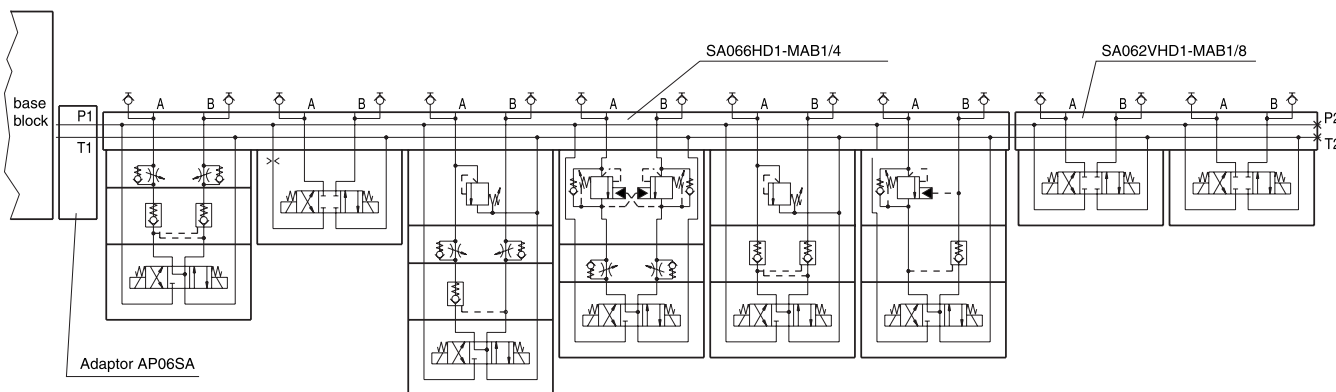 SA066HD1-MAB1/4
SA062VHD1-MAB1/8
base
block
P1
A B A B A B A B A B A B A B A B
P2
T1
T2
Adaptor AP06SA